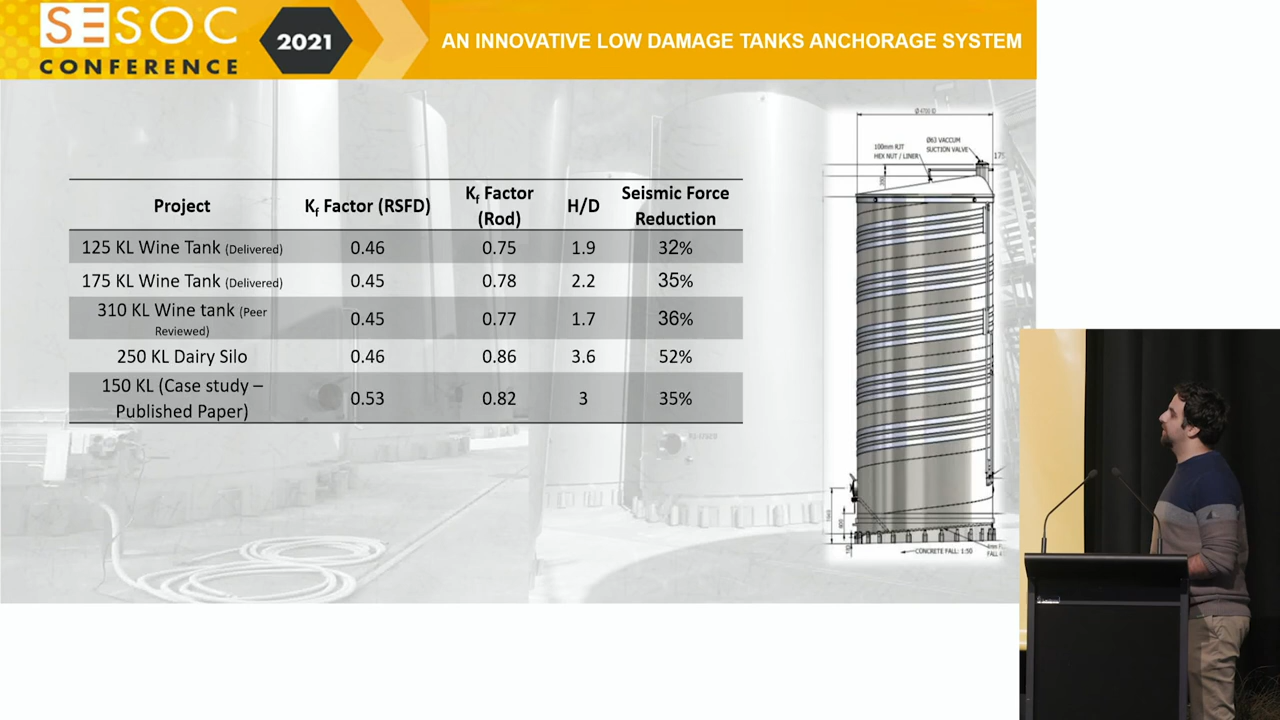 SESOC
CONFERENCE
2021
AN INNOVATIVE LOW DAMAGE TANKS ANCHORAGE SYSTEM
Project Kf Factor (RSFD) Kf Factor (Rod) H/D Seismic Force Reduction
125 KL Wine Tank (Delivered) 0.46 0.75 1.9 32%
175 KL Wine Tank (Delivered) 0.45 0.78 2.2 35%
310 KL Wine tank (Peer Reviewed) 0.45 0.77 1.7 36%
250 KL Dairy Silo 0.46 0.86 3.6 52%
150 KL (Case study – Published Paper) 0.53 0.82 3 35%
100mm RJT
HEX NUT / LINER
Ø63 VACCUM
SUCTION VALVE
175
CONCRETE FALL: 1:50